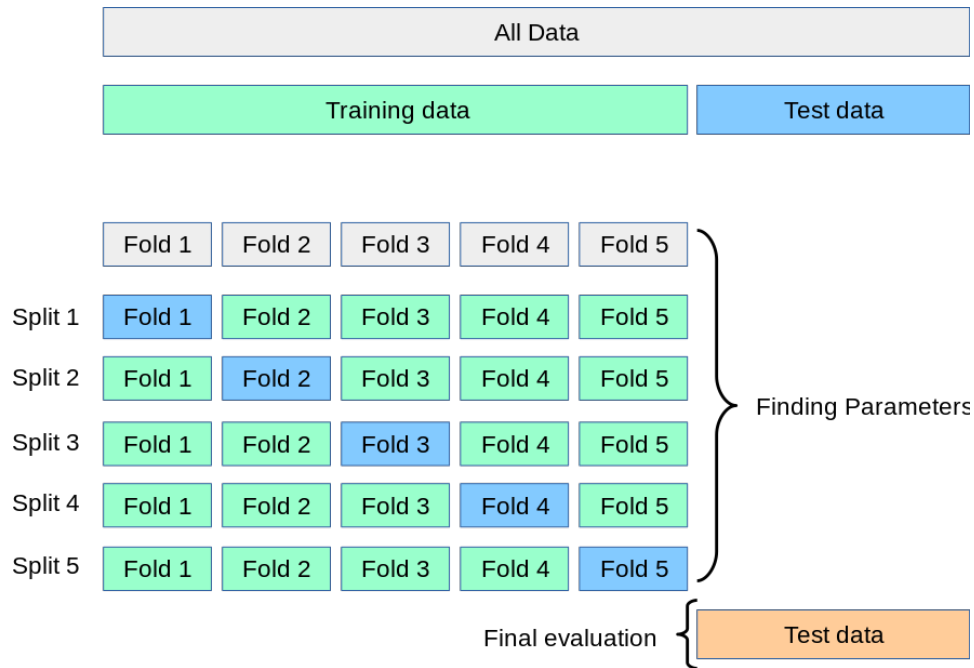 All Data
Training data Test data
Fold 1 Fold 2 Fold 3 Fold 4 Fold 5
Split 1 Fold 1 Fold 2 Fold 3 Fold 4 Fold 5
Split 2 Fold 1 Fold 2 Fold 3 Fold 4 Fold 5
Finding Parameters
Split 3 Fold 1 Fold 2 Fold 3 Fold 4 Fold 5
Split 4 Fold 1 Fold 2 Fold 3 Fold 4 Fold 5
Split 5 Fold 1 Fold 2 Fold 3 Fold 4 Fold 5
Final evaluation Test data